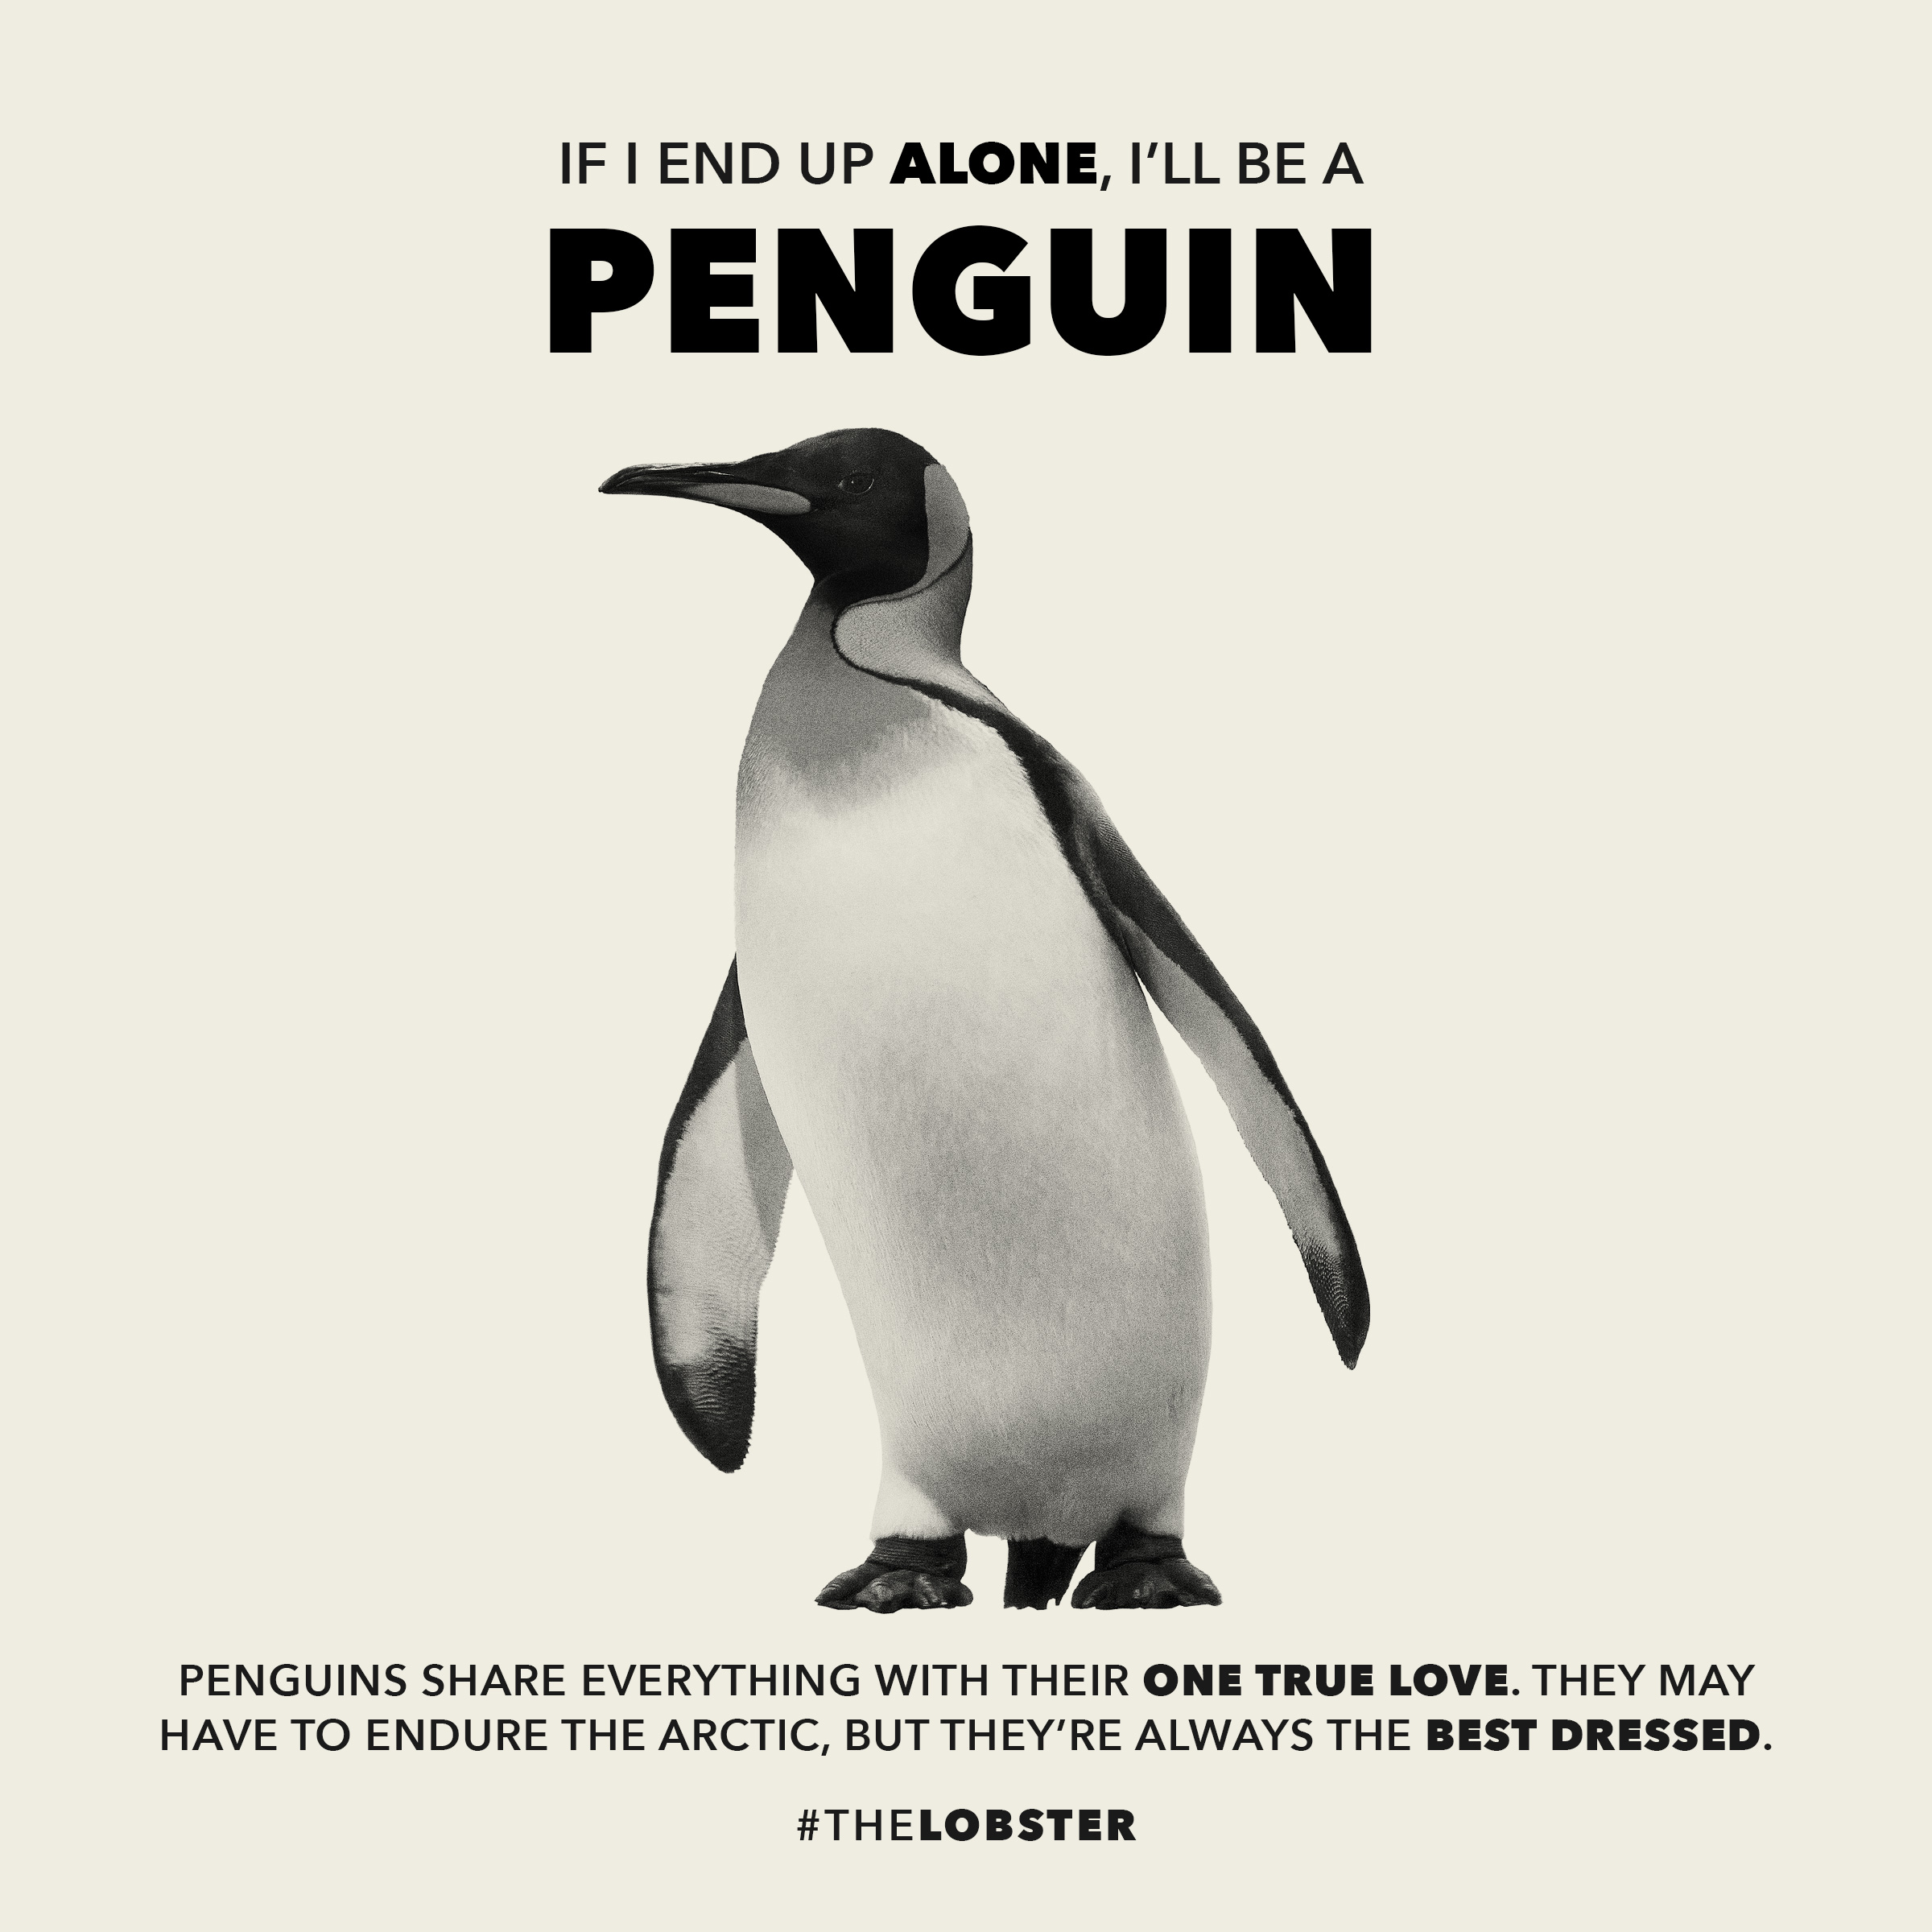 IF I END UP ALONE, I’LL BE A
PENGUIN
PENGUINS SHARE EVERYTHING WITH THEIR ONE TRUE LOVE. THEY MAY
HAVE TO ENDURE THE ARCTIC, BUT THEY’RE ALWAYS THE BEST DRESSED.
#THELOBSTER